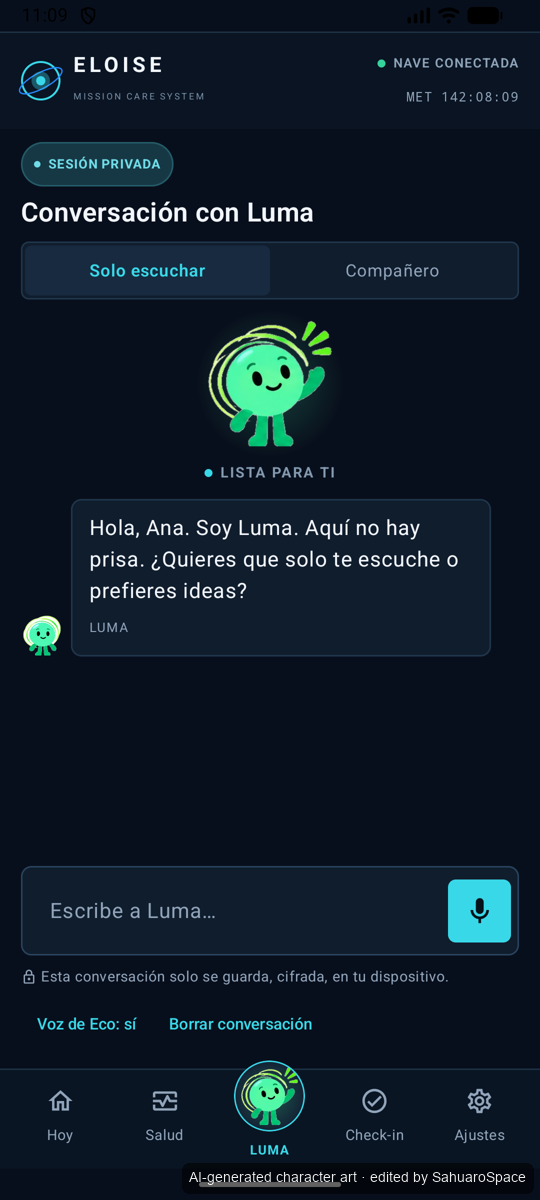 11:09
ELOISE
MISSION CARE SYSTEM
NAVE CONECTADA
MET 142:08:09
SESIÓN PRIVADA
Conversación con Luma
Solo escuchar
Compañero
LISTA PARA TI
Hola, Ana. Soy Luma. Aquí no hay
prisa. ¿Quieres que solo te escuche o
prefieres ideas?
LUMA
Escribe a Luma…
Esta conversación solo se guarda, cifrada, en tu dispositivo.
Voz de Eco: sí
Borrar conversación
Hoy
Salud
LUMA
Check-in
Ajustes
AI-generated character art · edited by SahuaroSpace